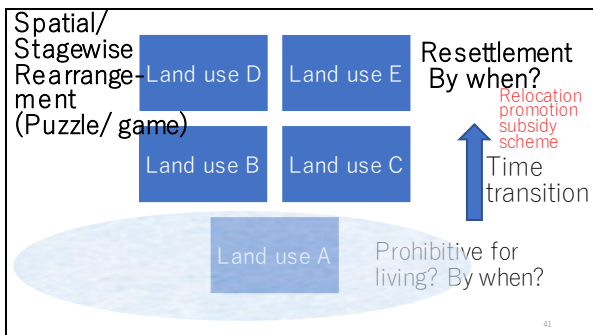 Spatial/
Stagewise
Rearrange-
ment
(Puzzle/ game)
Land use D
Land use E
Resettlement
By when?
Relocation
promotion
subsidy
scheme
Land use B
Land use C
Time
transition
Land use A
Prohibitive for
living? By when?
41